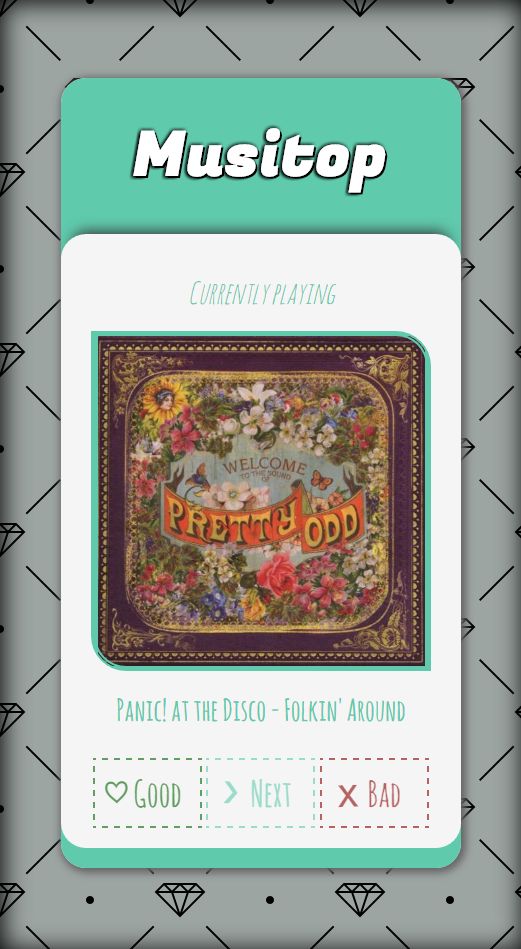 Musitop
Currently playing
WELCOME
TO THE SOUND
OF
PRETTY ODD
Panic! at the Disco - Folkin' Around
Good Next Bad